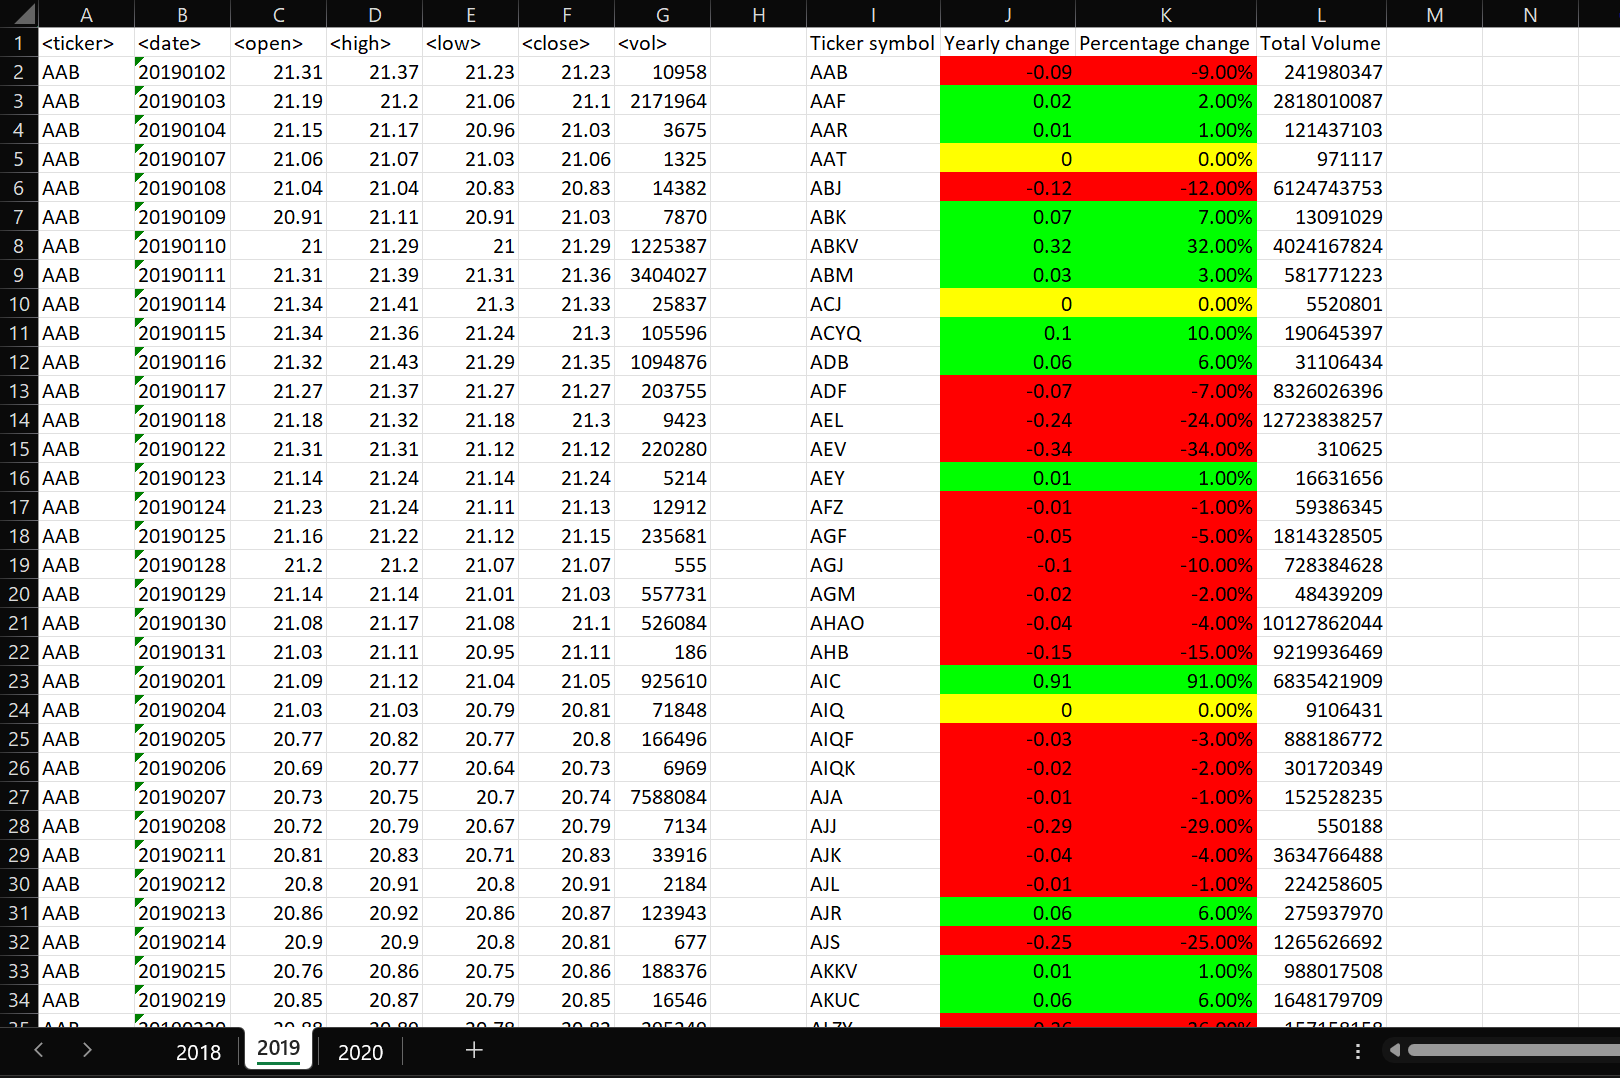 A B C D E F G H I J K L M N
1 <ticker> <date> <open> <high> <low> <close> <vol> Ticker symbol Yearly change Percentage change Total Volume
2 AAB 20190102 21.31 21.37 21.23 21.23 10958 AAB -0.09 -9.00% 241980347
3 AAB 20190103 21.19 21.2 21.06 21.1 2171964 AAF 0.02 2.00% 2818010087
4 AAB 20190104 21.15 21.17 20.96 21.03 3675 AAR 0.01 1.00% 121437103
5 AAB 20190107 21.06 21.07 21.03 21.06 1325 AAT 0 0.00% 971117
6 AAB 20190108 21.04 21.04 20.83 20.83 14382 ABJ -0.12 -12.00% 6124743753
7 AAB 20190109 20.91 21.11 20.91 21.03 7870 ABK 0.07 7.00% 13091029
8 AAB 20190110 21 21.29 21 21.29 1225387 ABKV 0.32 32.00% 4024167824
9 AAB 20190111 21.31 21.39 21.31 21.36 3404027 ABM 0.03 3.00% 581771223
10 AAB 20190114 21.34 21.41 21.3 21.33 25837 ACJ 0 0.00% 5520801
11 AAB 20190115 21.34 21.36 21.24 21.3 105596 ACYQ 0.1 10.00% 190645397
12 AAB 20190116 21.32 21.43 21.29 21.35 1094876 ADB 0.06 6.00% 31106434
13 AAB 20190117 21.27 21.37 21.27 21.27 203755 ADF -0.07 -7.00% 8326026396
14 AAB 20190118 21.18 21.32 21.18 21.3 9423 AEL -0.24 -24.00% 12723838257
15 AAB 20190122 21.31 21.31 21.12 21.12 220280 AEV -0.34 -34.00% 310625
16 AAB 20190123 21.14 21.24 21.14 21.24 5214 AEY 0.01 1.00% 16631656
17 AAB 20190124 21.23 21.24 21.11 21.13 12912 AFZ -0.01 -1.00% 59386345
18 AAB 20190125 21.16 21.22 21.12 21.15 235681 AGF -0.05 -5.00% 1814328505
19 AAB 20190128 21.2 21.2 21.07 21.07 555 AGJ -0.1 -10.00% 728384628
20 AAB 20190129 21.14 21.14 21.01 21.03 557731 AGM -0.02 -2.00% 48439209
21 AAB 20190130 21.08 21.17 21.08 21.1 526084 AHAO -0.04 -4.00% 10127862044
22 AAB 20190131 21.03 21.11 20.95 21.11 186 AHB -0.15 -15.00% 9219936469
23 AAB 20190201 21.09 21.12 21.04 21.05 925610 AIC 0.91 91.00% 6835421909
24 AAB 20190204 21.03 21.03 20.79 20.81 71848 AIQ 0 0.00% 9106431
25 AAB 20190205 20.77 20.82 20.77 20.8 166496 AIQF -0.03 -3.00% 888186772
26 AAB 20190206 20.69 20.77 20.64 20.73 6969 AIQK -0.02 -2.00% 301720349
27 AAB 20190207 20.73 20.75 20.7 20.74 7588084 AJA -0.01 -1.00% 152528235
28 AAB 20190208 20.72 20.79 20.67 20.79 7134 AJJ -0.29 -29.00% 550188
29 AAB 20190211 20.81 20.83 20.71 20.83 33916 AJK -0.04 -4.00% 3634766488
30 AAB 20190212 20.8 20.91 20.8 20.91 2184 AJL -0.01 -1.00% 224258605
31 AAB 20190213 20.86 20.92 20.86 20.87 123943 AJR 0.06 6.00% 275937970
32 AAB 20190214 20.9 20.9 20.8 20.81 677 AJS -0.25 -25.00% 1265626692
33 AAB 20190215 20.76 20.86 20.75 20.86 188376 AKKV 0.01 1.00% 988017508
34 AAB 20190219 20.85 20.87 20.79 20.85 16546 AKUC 0.06 6.00% 1648179709
2018 2019 2020